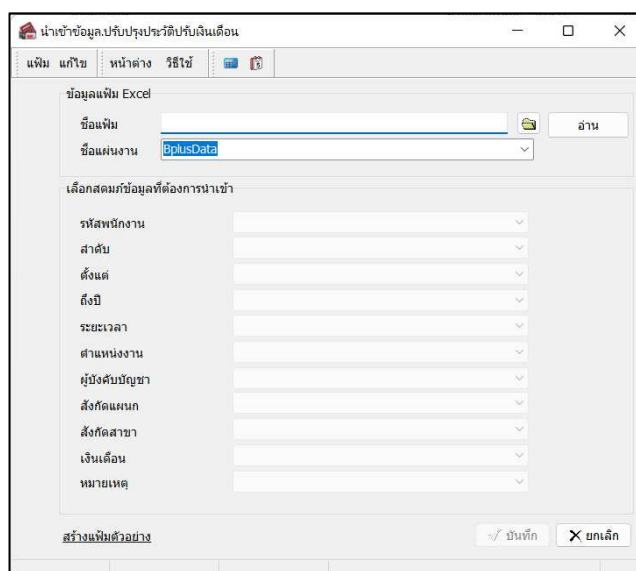 นำเข้าข้อมูล.ปรับปรุงประวัติปรับเงินเดือน
แฟ้ม แก้ไข หน้าต่าง วิธีใช้
ข้อมูลแฟ้ม Excel
ชื่อแฟ้ม อ่าน
ชื่อแผ่นงาน BplusData
เลือกสดมภ์ข้อมูลที่ต้องการนำเข้า
รหัสพนักงาน
ลำดับ
ตั้งแต่
ถึงปี
ระยะเวลา
ตำแหน่งงาน
ผู้บังคับบัญชา
สังกัดแผนก
สังกัดสาขา
เงินเดือน
หมายเหตุ
สร้างแฟ้มตัวอย่าง บันทึก ยกเลิก